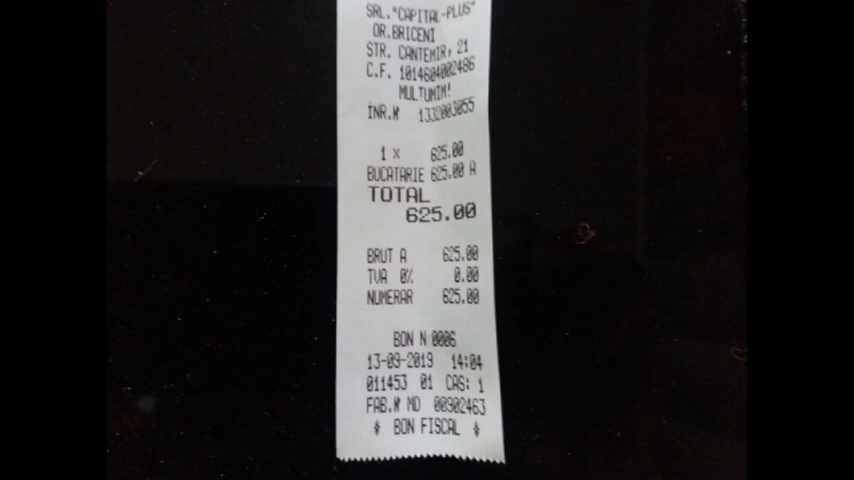 SRL."CAPITAL-PLUS"
OR.BRICENI
STR. CANTEMIR, 21
C.F. 1014604002486
MULTUMIM!
INR.№ 1332003055
1 x 625.00
BUCATARIE 625.00 A
TOTAL
625.00
BRUT A 625.00
TVA 0% 0.00
NUMERAR 625.00
BON N 0006
13-09-2019 14:04
011453 01 CAS: 1
FAB.№ MD 00902463
* BON FISCAL *